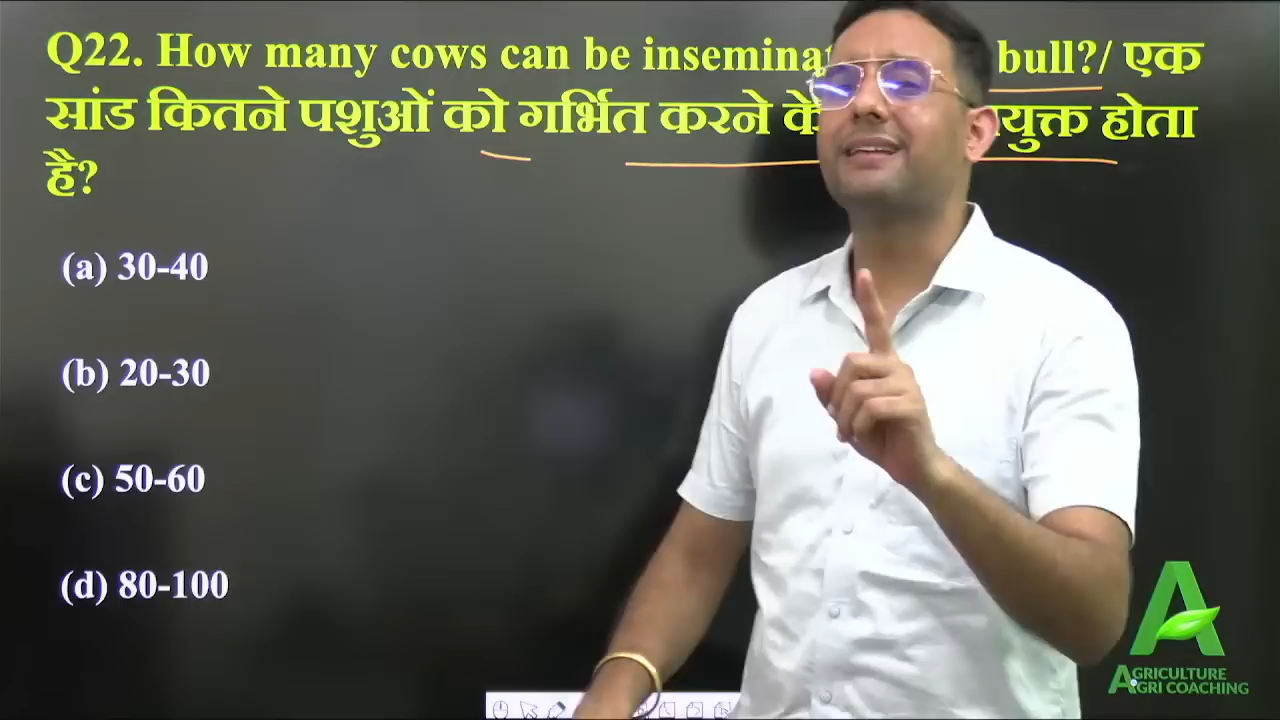 Q22. How many cows can be insemina bull?/ एक
सांड कितने पशुओं को गर्भित करने के युक्त होता
है?
(a) 30-40
(b) 20-30
(c) 50-60
(d) 80-100
AGRICULTURE
AGRI COACHING